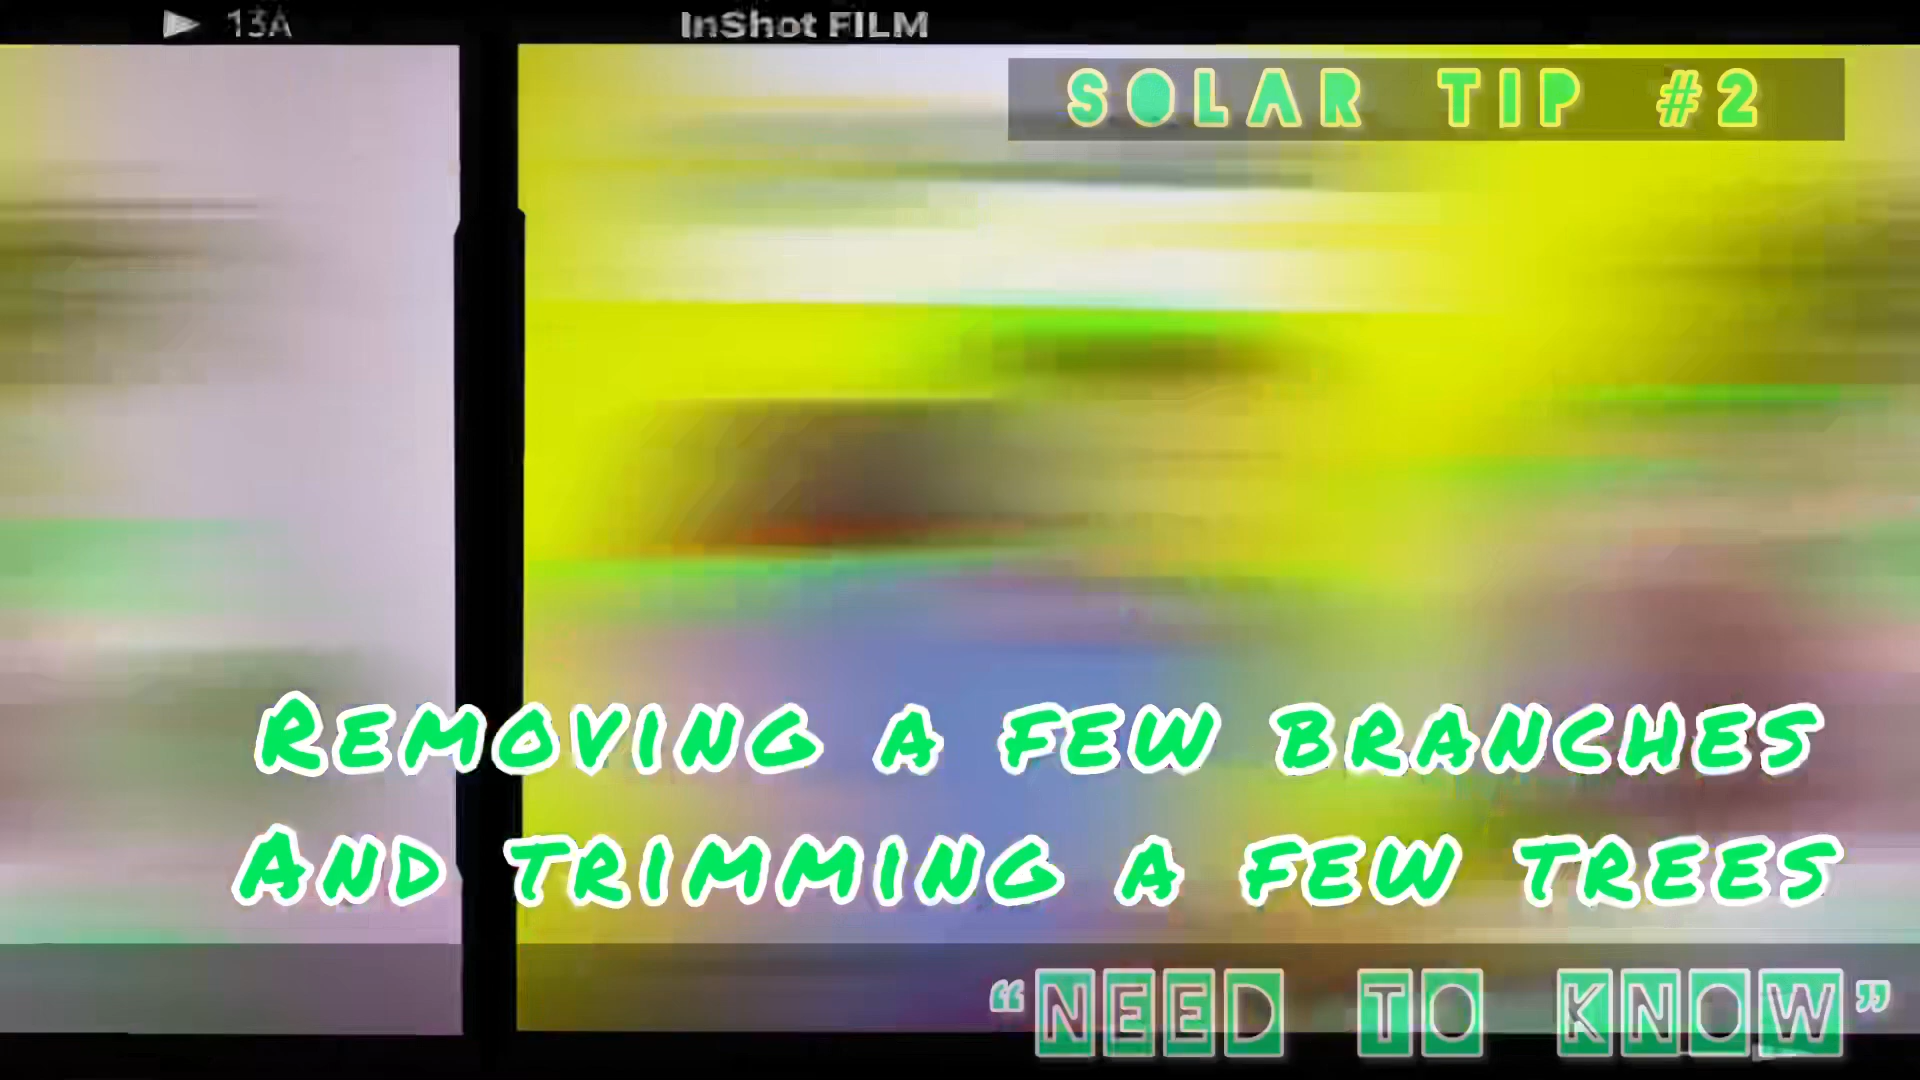 ▶ 13A InShot FILM
SOLAR TIP #2
Removing a few branches
And trimming a few trees
“NEED TO KNOW”